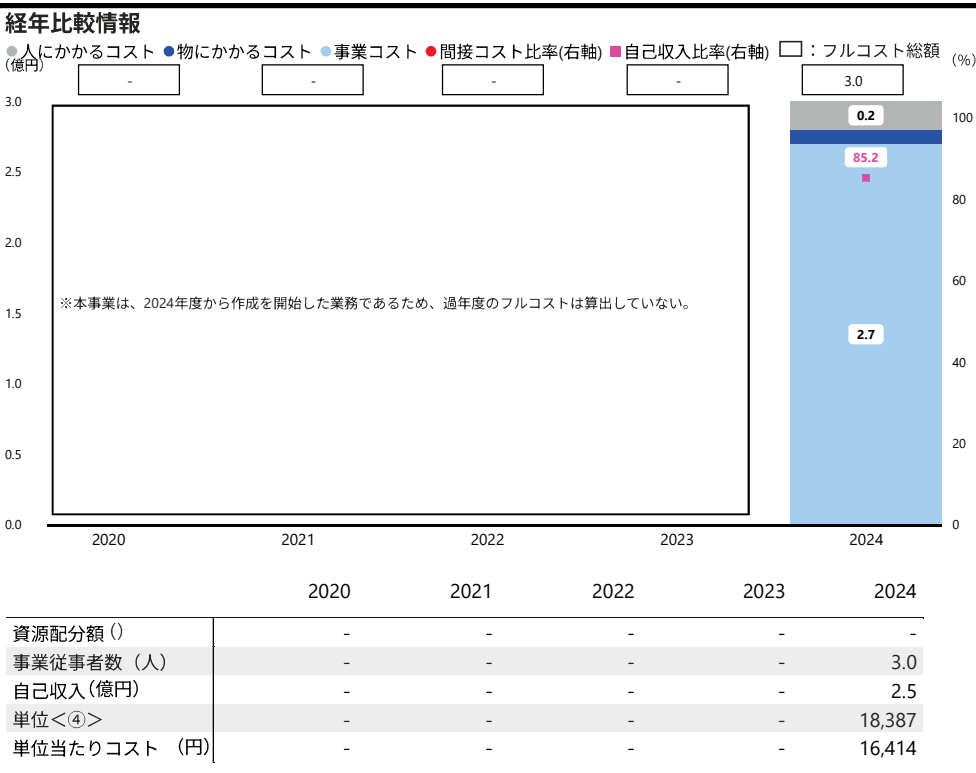 経年比較情報
人にかかるコスト 物にかかるコスト 事業コスト 間接コスト比率(右軸) 自己収入比率(右軸) ：フルコスト総額
(億円) (%)
- - - - 3.0
3.0 0.2 100
85.2
2.5
80
2.0
60
※本事業は、2024年度から作成を開始した業務であるため、過年度のフルコストは算出していない。
1.5
2.7
1.0 40
0.5 20
0.0 0
2020 2021 2022 2023 2024
2020 2021 2022 2023 2024
資源配分額 () - - - - -
事業従事者数（人） - - - - 3.0
自己収入(億円) - - - - 2.5
単位＜④＞ - - - - 18,387
単位当たりコスト （円） - - - - 16,414